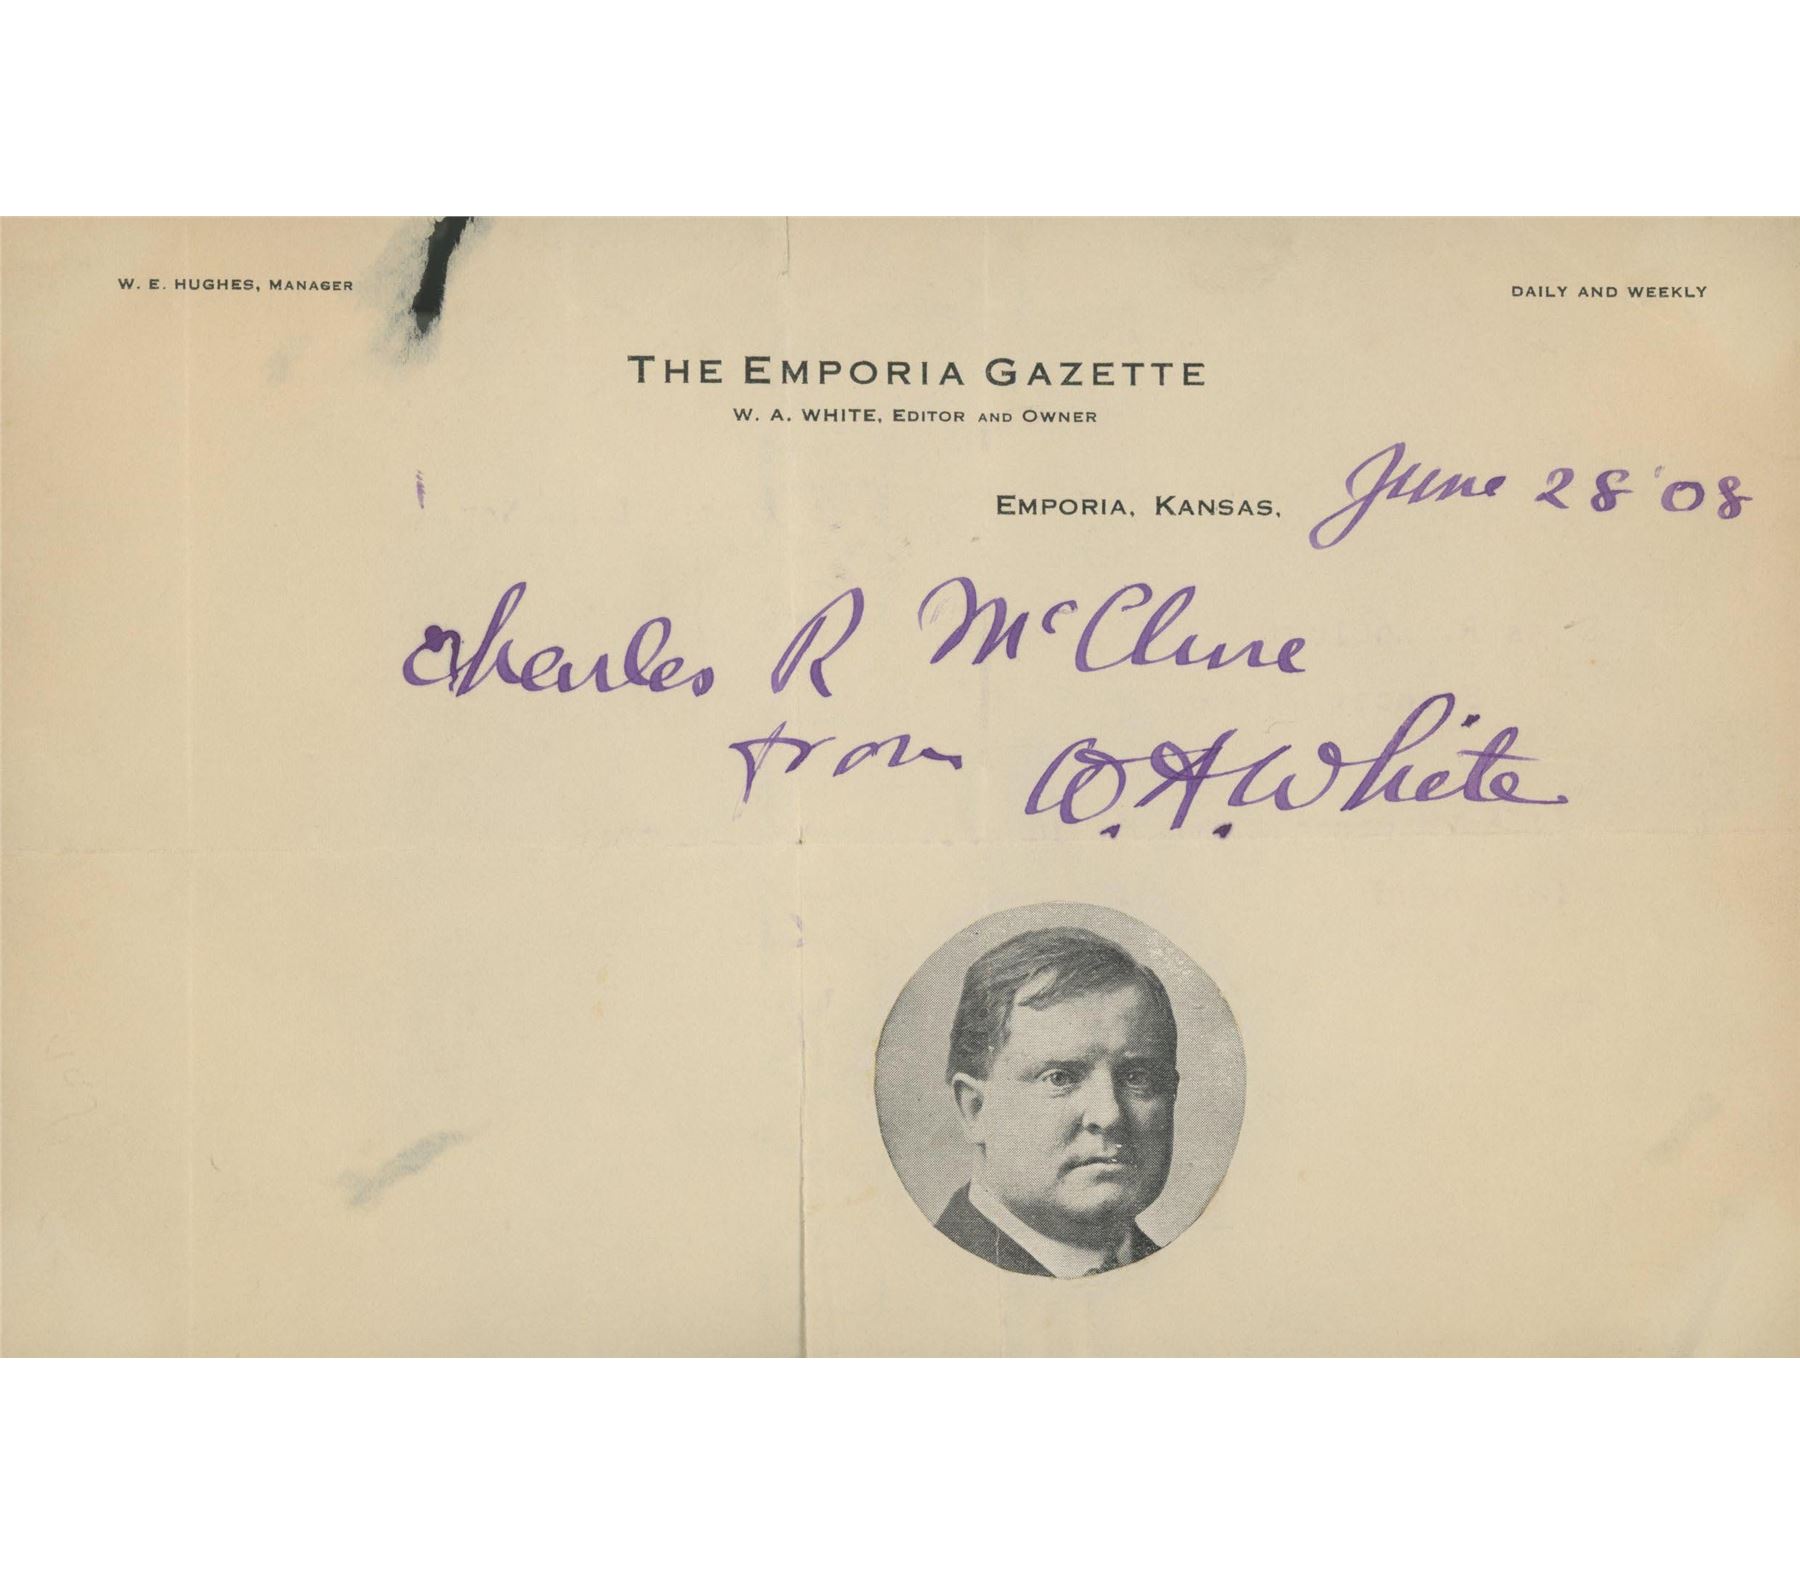 W. E. HUGHES, MANAGER
DAILY AND WEEKLY
THE EMPORIA GAZETTE
W. A. WHITE, EDITOR AND OWNER
EMPORIA, KANSAS, June 28 '08
Charles R McClure
from W. A. White